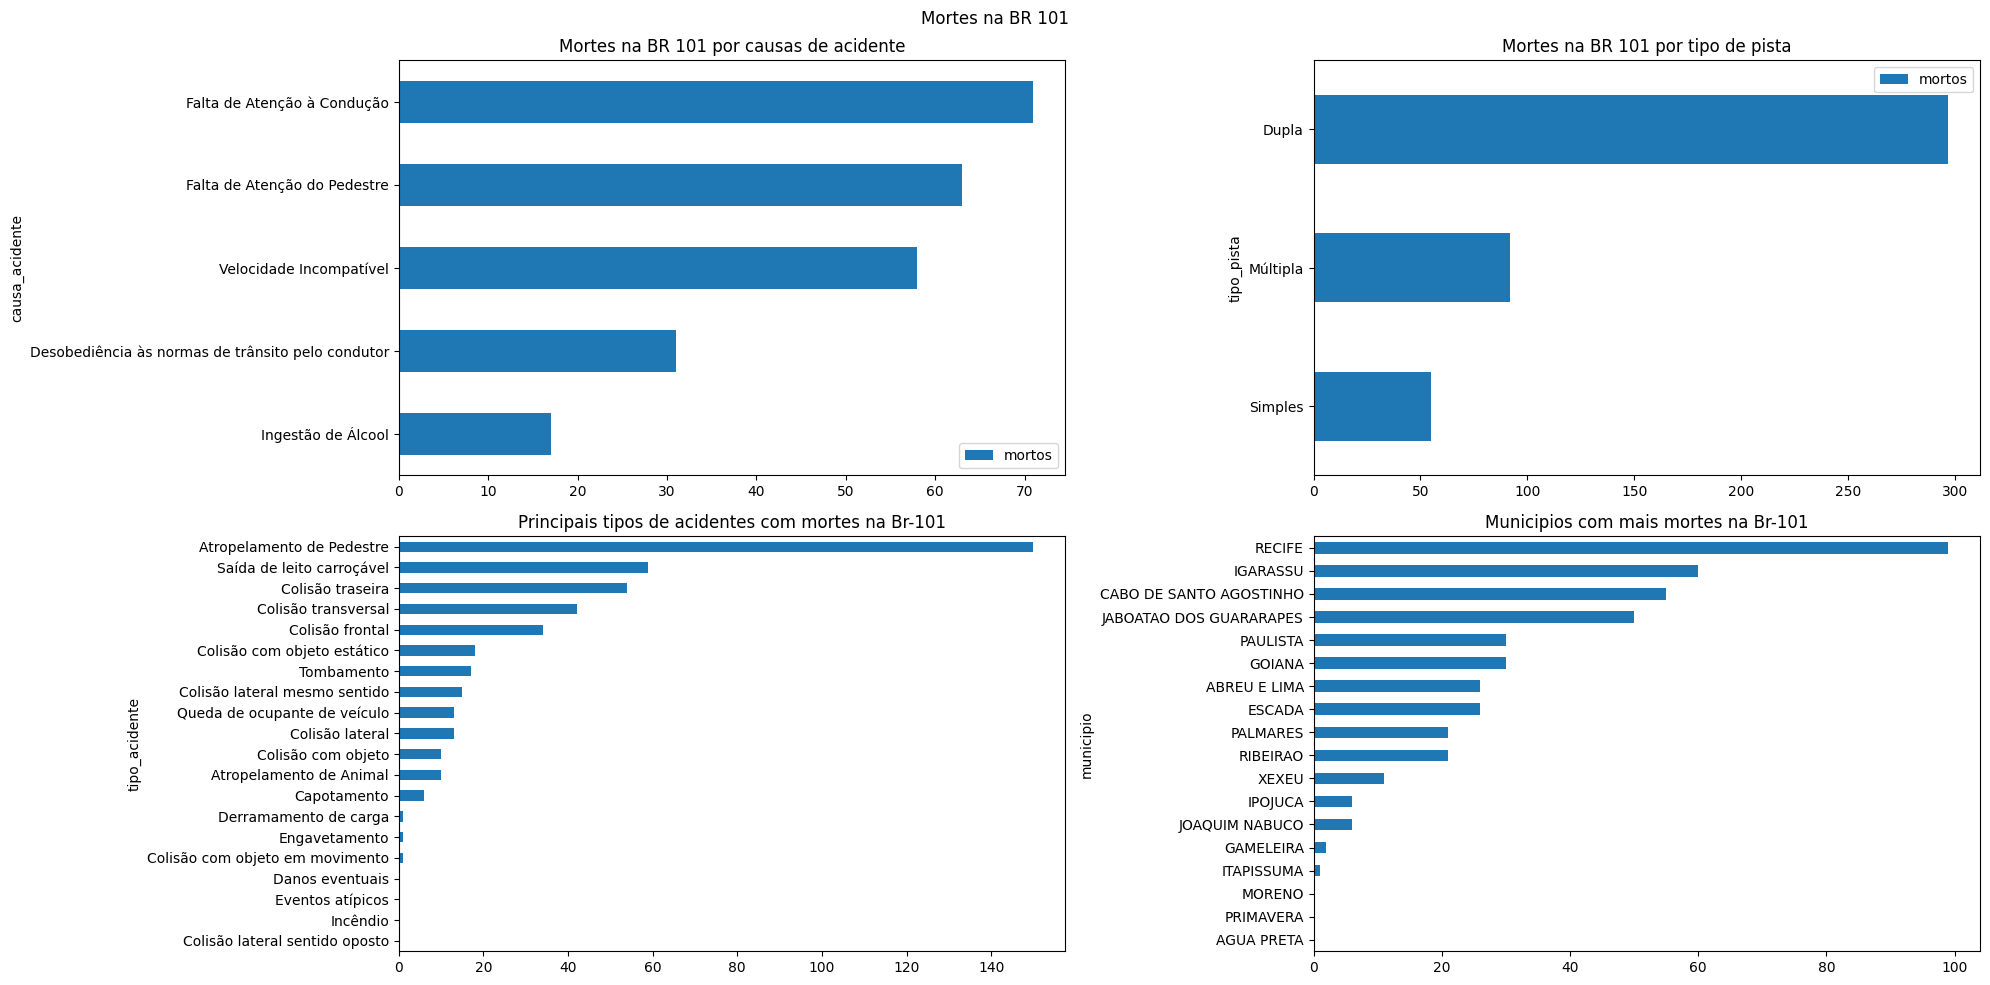 Mortes na BR 101
Mortes na BR 101 por causas de acidente
causa_acidente
Falta de Atenção à Condução
Falta de Atenção do Pedestre
Velocidade Incompatível
Desobediência às normas de trânsito pelo condutor
Ingestão de Álcool
mortos
0 10 20 30 40 50 60 70
Mortes na BR 101 por tipo de pista
tipo_pista
mortos
Dupla
Múltipla
Simples
0 50 100 150 200 250 300
Principais tipos de acidentes com mortes na Br-101
tipo_acidente
Atropelamento de Pedestre
Saída de leito carroçável
Colisão traseira
Colisão transversal
Colisão frontal
Colisão com objeto estático
Tombamento
Colisão lateral mesmo sentido
Queda de ocupante de veículo
Colisão lateral
Colisão com objeto
Atropelamento de Animal
Capotamento
Derramamento de carga
Engavetamento
Colisão com objeto em movimento
Danos eventuais
Eventos atípicos
Incêndio
Colisão lateral sentido oposto
0 20 40 60 80 100 120 140
Municipios com mais mortes na Br-101
municipio
RECIFE
IGARASSU
CABO DE SANTO AGOSTINHO
JABOATAO DOS GUARARAPES
PAULISTA
GOIANA
ABREU E LIMA
ESCADA
PALMARES
RIBEIRAO
XEXEU
IPOJUCA
JOAQUIM NABUCO
GAMELEIRA
ITAPISSUMA
MORENO
PRIMAVERA
AGUA PRETA
0 20 40 60 80 100